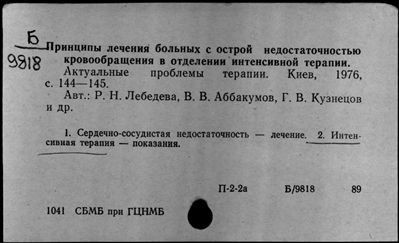 Б
9818
Принципы лечения больных с острой недостаточностью
кровообращения в отделении интенсивной терапии.
Актуальные проблемы терапии. Киев, 1976,
с. 144—145.
Авт.: Р. Н. Лебедева, В. В. Аббакумов, Г. В. Кузнецов
и др.
1. Сердечно-сосудистая недостаточность — лечение. 2. Интен-
сивная терапия — показания.
П-2-2а Б/9818 89
1041 СБМБ при ГЦНМБ